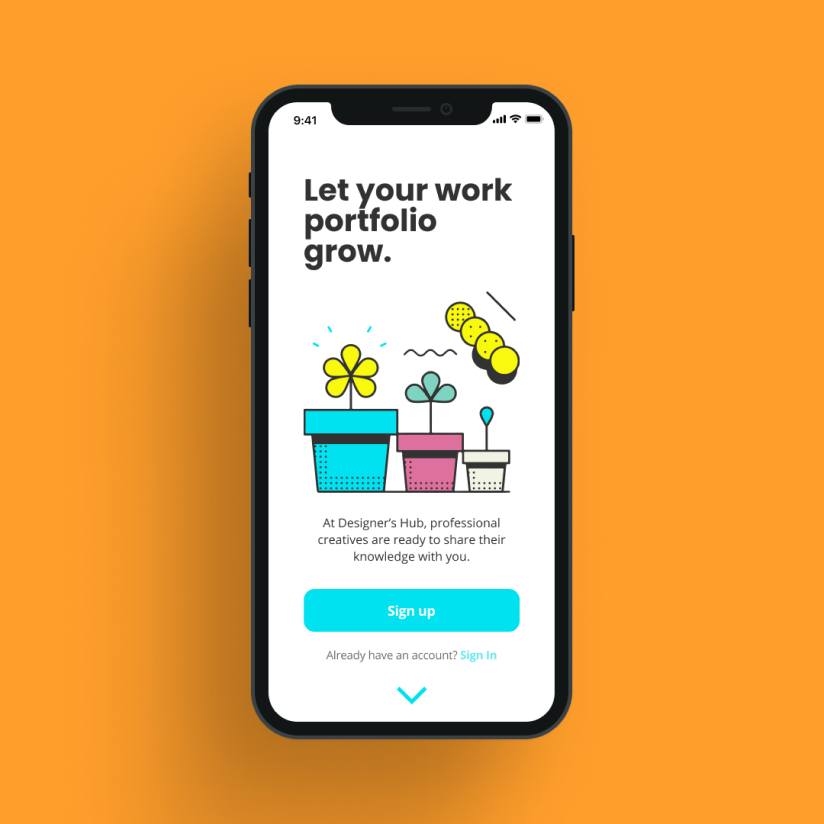 9:41
Let your work
portfolio
grow.
At Designer's Hub, professional
creatives are ready to share their
knowledge with you.
Sign up
Already have an account? Sign In